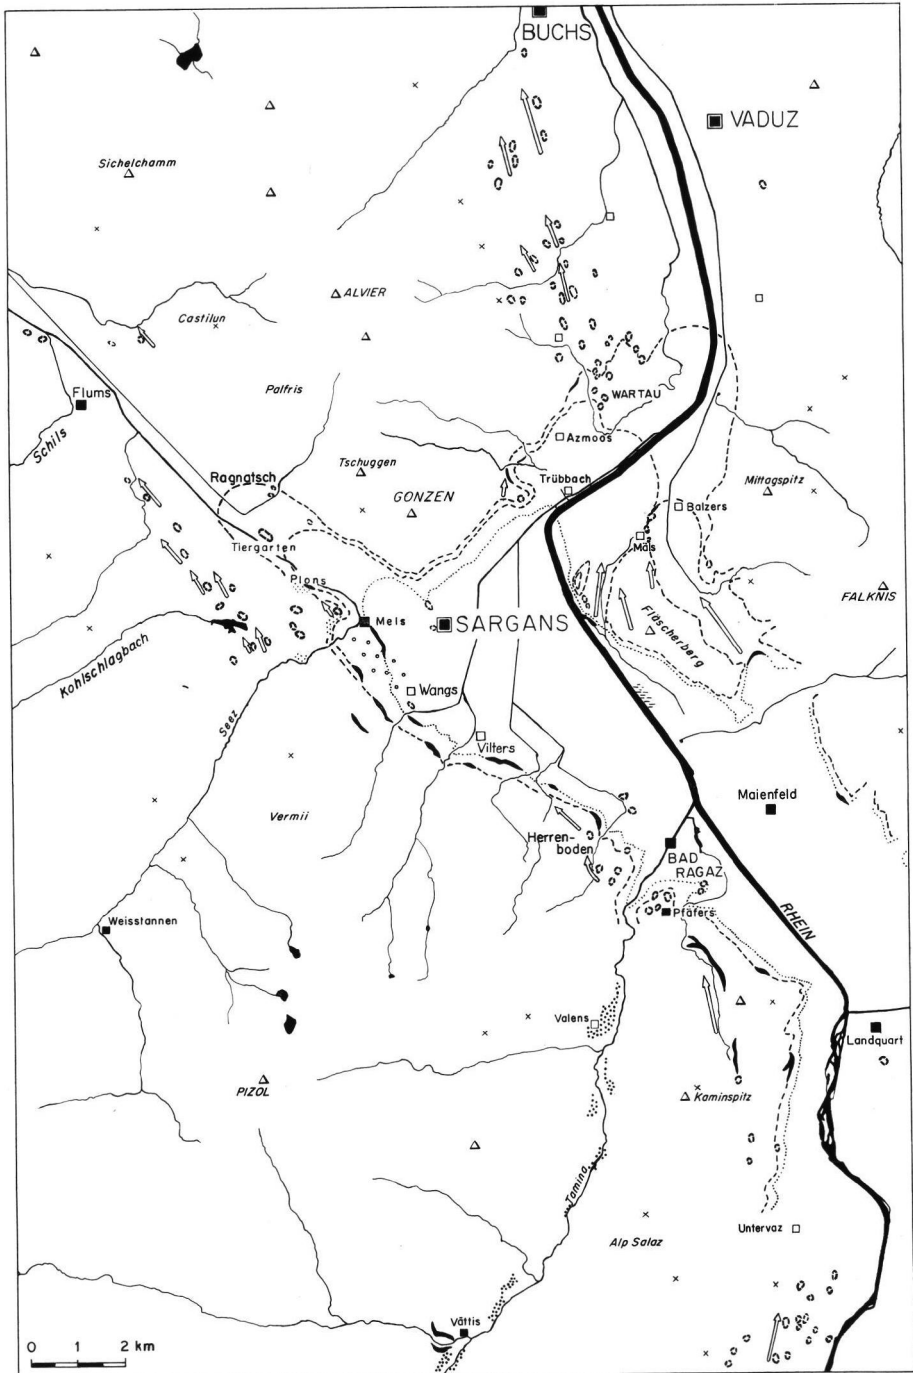 BUCHS
VADUZ
Sichelchamm
ALVIER
Castilun
Palfris
WARTAU
Flums
Schils
Azmoos
Ragnatsch
Tschuggen
GONZEN
Trübbach
Mittagspitz
Balzers
Tiergarten
Mäls
Plons
FALKNIS
Mels
SARGANS
Fläscherberg
Kohlschlagbach
Wangs
Seez
Vilters
Maienfeld
Vermii
Herren-
boden
BAD
RAGAZ
RHEIN
Pfäfers
Weisstannen
Valens
Landquart
PIZOL
Kaminspitz
Tamina
Untervaz
Alp Salaz
Vättis
0 1 2 km